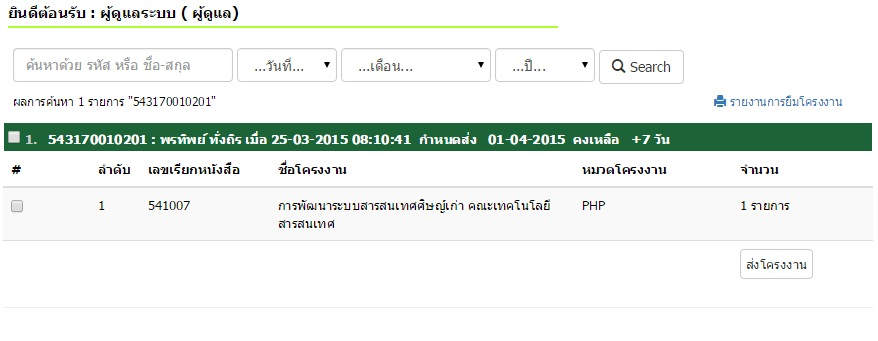 ยินดีต้อนรับ : ผู้ดูแลระบบ ( ผู้ดูแล)
ค้นหาด้วย รหัส หรือ ชื่อ-สกุล ...วันที่... ...เดือน... ...ปี... Search
ผลการค้นหา 1 รายการ "543170010201" รายงานการยืมโครงงาน
1. 543170010201 : พรทิพย์ ทั่งถิร เมื่อ 25-03-2015 08:10:41 กำหนดส่ง 01-04-2015 คงเหลือ +7 วัน
# ลำดับ เลขเรียกหนังสือ ชื่อโครงงาน หมวดโครงงาน จำนวน
1 541007 การพัฒนาระบบสารสนเทศศิษญ์เก่า คณะเทคโนโลยี PHP 1 รายการ
สารสนเทศ
ส่งโครงงาน